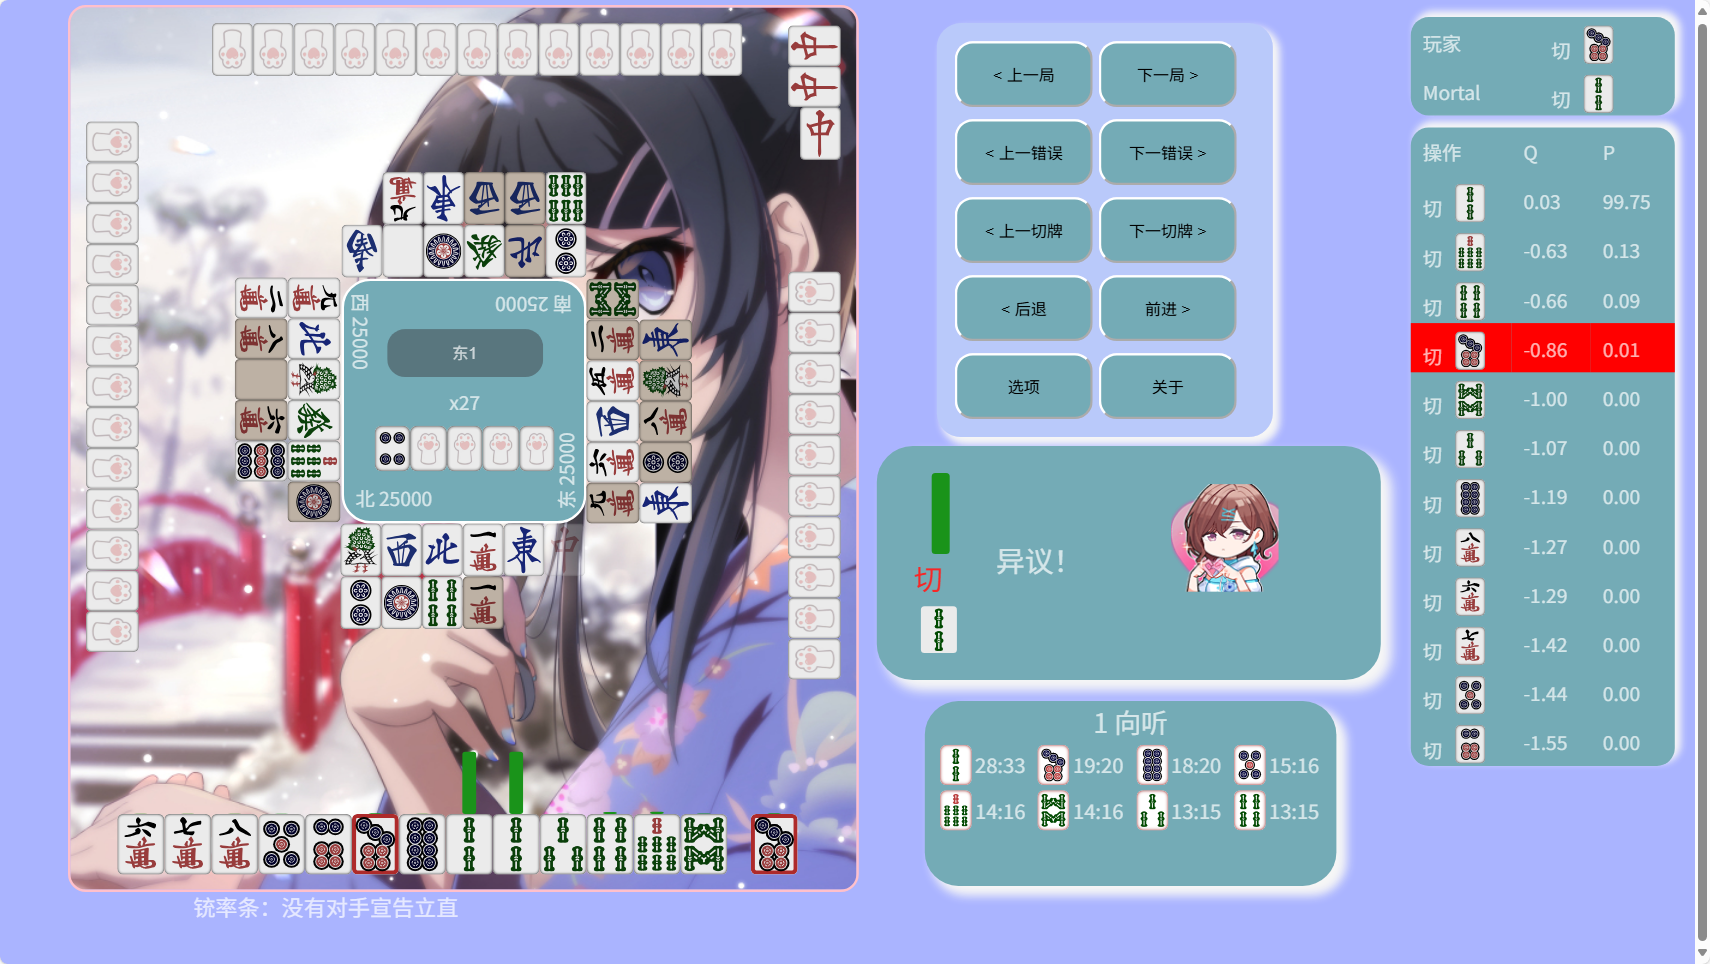 西 25000
南 25000
东1
x27
北 25000
东 25000
铳率条：没有对手宣告立直
< 上一局
下一局 >
< 上一错误
下一错误 >
< 上一切牌
下一切牌 >
< 后退
前进 >
选项
关于
切
异议！
1 向听
28:33
19:20
18:20
15:16
14:16
14:16
13:15
13:15
玩家 切
Mortal 切
操作 Q P
切 0.03 99.75
切 -0.63 0.13
切 -0.66 0.09
切 -0.86 0.01
切 -1.00 0.00
切 -1.07 0.00
切 -1.19 0.00
切 -1.27 0.00
切 -1.29 0.00
切 -1.42 0.00
切 -1.44 0.00
切 -1.55 0.00